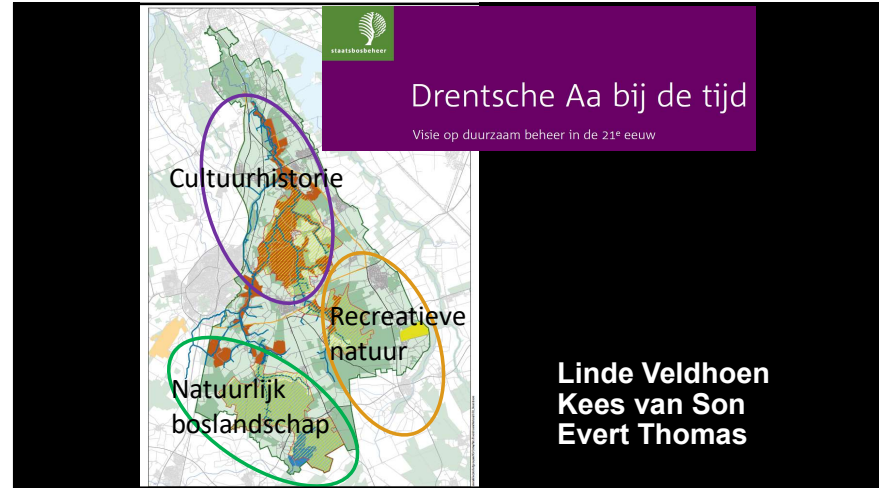 staatsbosbeheer
Drentsche Aa bij de tijd
Visie op duurzaam beheer in de 21e eeuw
Cultuurhistorie
Recreatieve
natuur
Natuurlijk
boslandschap
Linde Veldhoen
Kees van Son
Evert Thomas